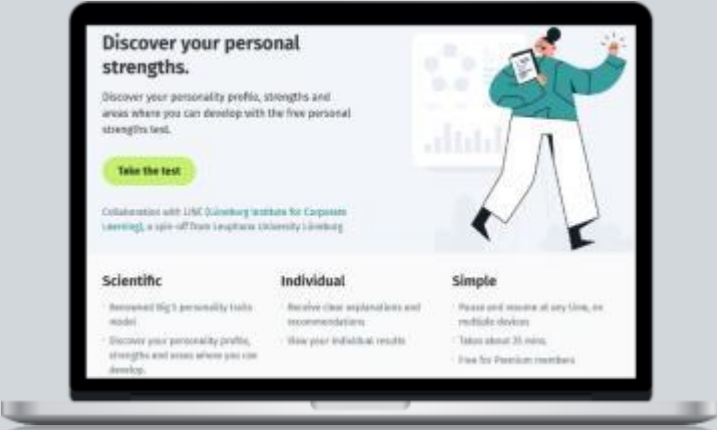 Discover your personal
strengths.
Discover your personality profile, strengths and
areas where you can develop with the free personal
strengths test.
Take the test
Collaboration with LINC (Lüneburg Institute for Corporate
Learning), a spin-off from Leuphana University Lüneburg
Scientific
Renowned Big 5 personality traits
model
Discover your personality profile,
strengths and areas where you can
develop.
Individual
Receive clear explanations and
recommendations
View your individual results
Simple
Pause and resume at any time, on
multiple devices
Takes about 35 mins.
Free for Premium members